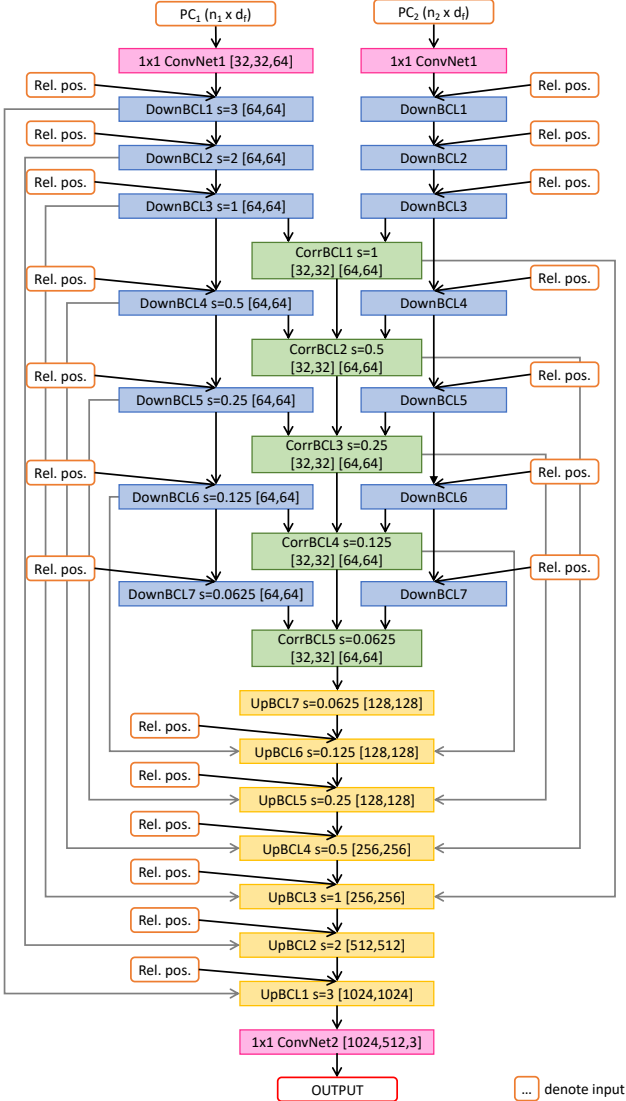 PC₁ (n₁ x d_f) PC₂ (n₂ x d_f)
1x1 ConvNet1 [32,32,64] 1x1 ConvNet1
Rel. pos. Rel. pos.
DownBCL1 s=3 [64,64] DownBCL1
Rel. pos. Rel. pos.
DownBCL2 s=2 [64,64] DownBCL2
Rel. pos. Rel. pos.
DownBCL3 s=1 [64,64] DownBCL3
CorrBCL1 s=1
[32,32] [64,64]
Rel. pos. Rel. pos.
DownBCL4 s=0.5 [64,64] DownBCL4
CorrBCL2 s=0.5
[32,32] [64,64]
Rel. pos. Rel. pos.
DownBCL5 s=0.25 [64,64] DownBCL5
CorrBCL3 s=0.25
[32,32] [64,64]
Rel. pos. Rel. pos.
DownBCL6 s=0.125 [64,64] DownBCL6
CorrBCL4 s=0.125
[32,32] [64,64]
Rel. pos. Rel. pos.
DownBCL7 s=0.0625 [64,64] DownBCL7
CorrBCL5 s=0.0625
[32,32] [64,64]
UpBCL7 s=0.0625 [128,128]
Rel. pos.
UpBCL6 s=0.125 [128,128]
Rel. pos.
UpBCL5 s=0.25 [128,128]
Rel. pos.
UpBCL4 s=0.5 [256,256]
Rel. pos.
UpBCL3 s=1 [256,256]
Rel. pos.
UpBCL2 s=2 [512,512]
Rel. pos.
UpBCL1 s=3 [1024,1024]
1x1 ConvNet2 [1024,512,3]
OUTPUT ... denote input